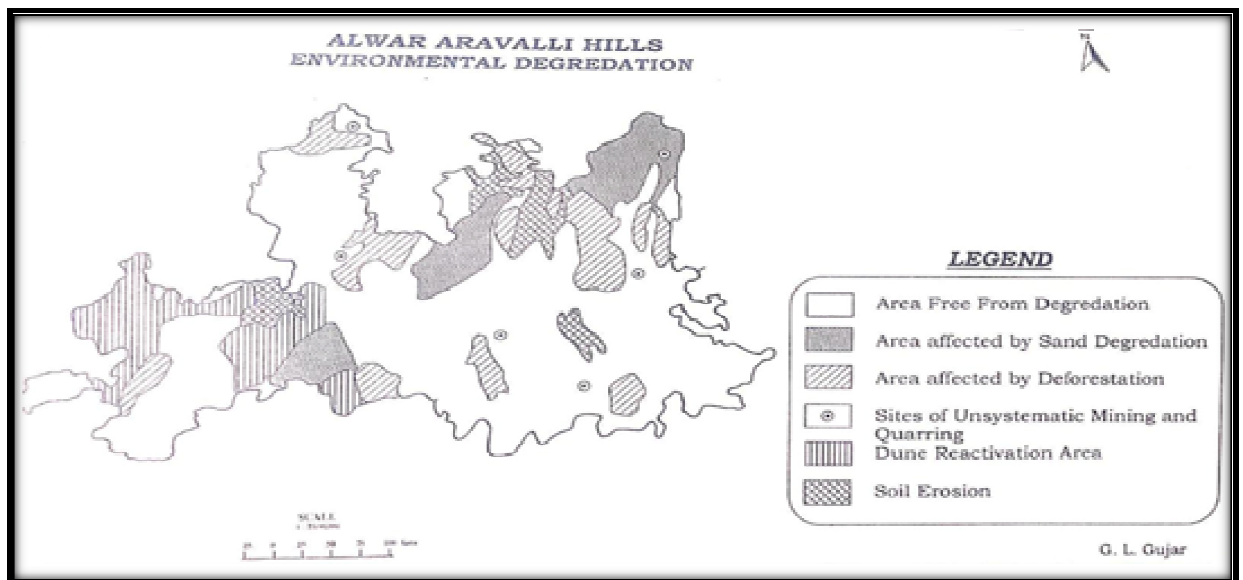 ALWAR ARAVALLI HILLS
ENVIRONMENTAL DEGREDATION
N
LEGEND
Area Free From Degredation
Area affected by Sand Degredation
Area affected by Deforestation
Sites of Unsystematic Mining and
Quarring
Dune Reactivation Area
Soil Erosion
SCALE
G. L. Gujar